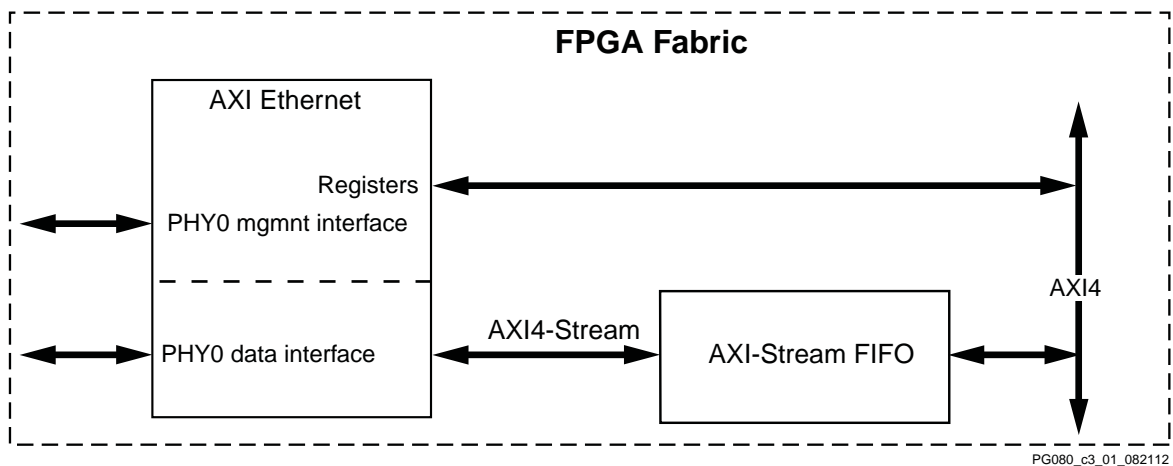 FPGA Fabric
AXI Ethernet
Registers
PHY0 mgmnt interface
AXI4
AXI4-Stream
PHY0 data interface
AXI-Stream FIFO
PG080_c3_01_082112